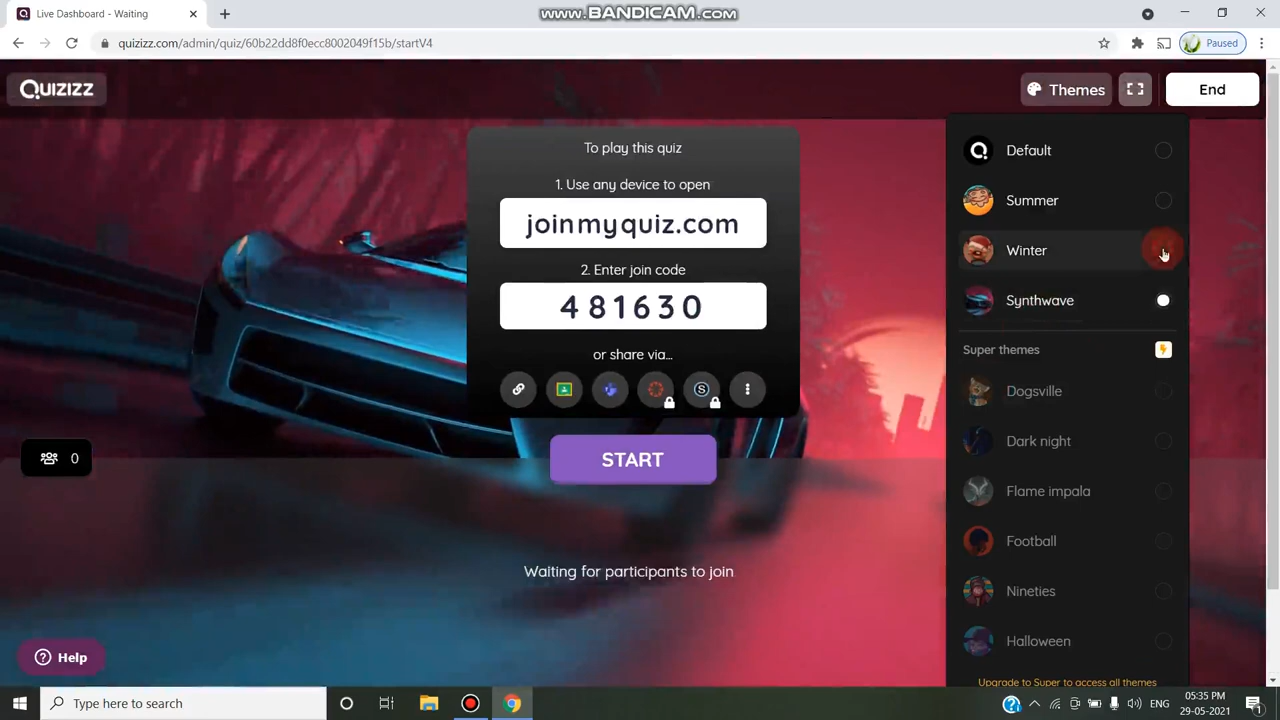 Live Dashboard - Waiting
www.BANDICAM.com
quizizz.com/admin/quiz/60b22dd8f0ecc8002049f15b/startV4
Paused
QUIZIZZ
Themes
End
To play this quiz
1. Use any device to open
joinmyquiz.com
2. Enter join code
481630
or share via...
START
0
Waiting for participants to join
Default
Summer
Winter
Synthwave
Super themes
Dogsville
Dark night
Flame impala
Football
Nineties
Halloween
Upgrade to Super to access all themes
Help
Type here to search
ENG
05:35 PM
29-05-2021